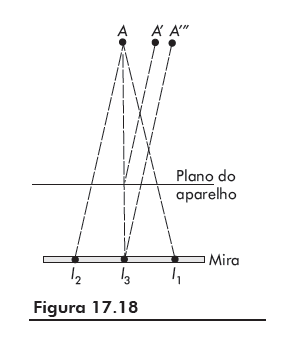 A A′ A″′
Plano do
aparelho
Mira
I2 I3 I1
Figura 17.18